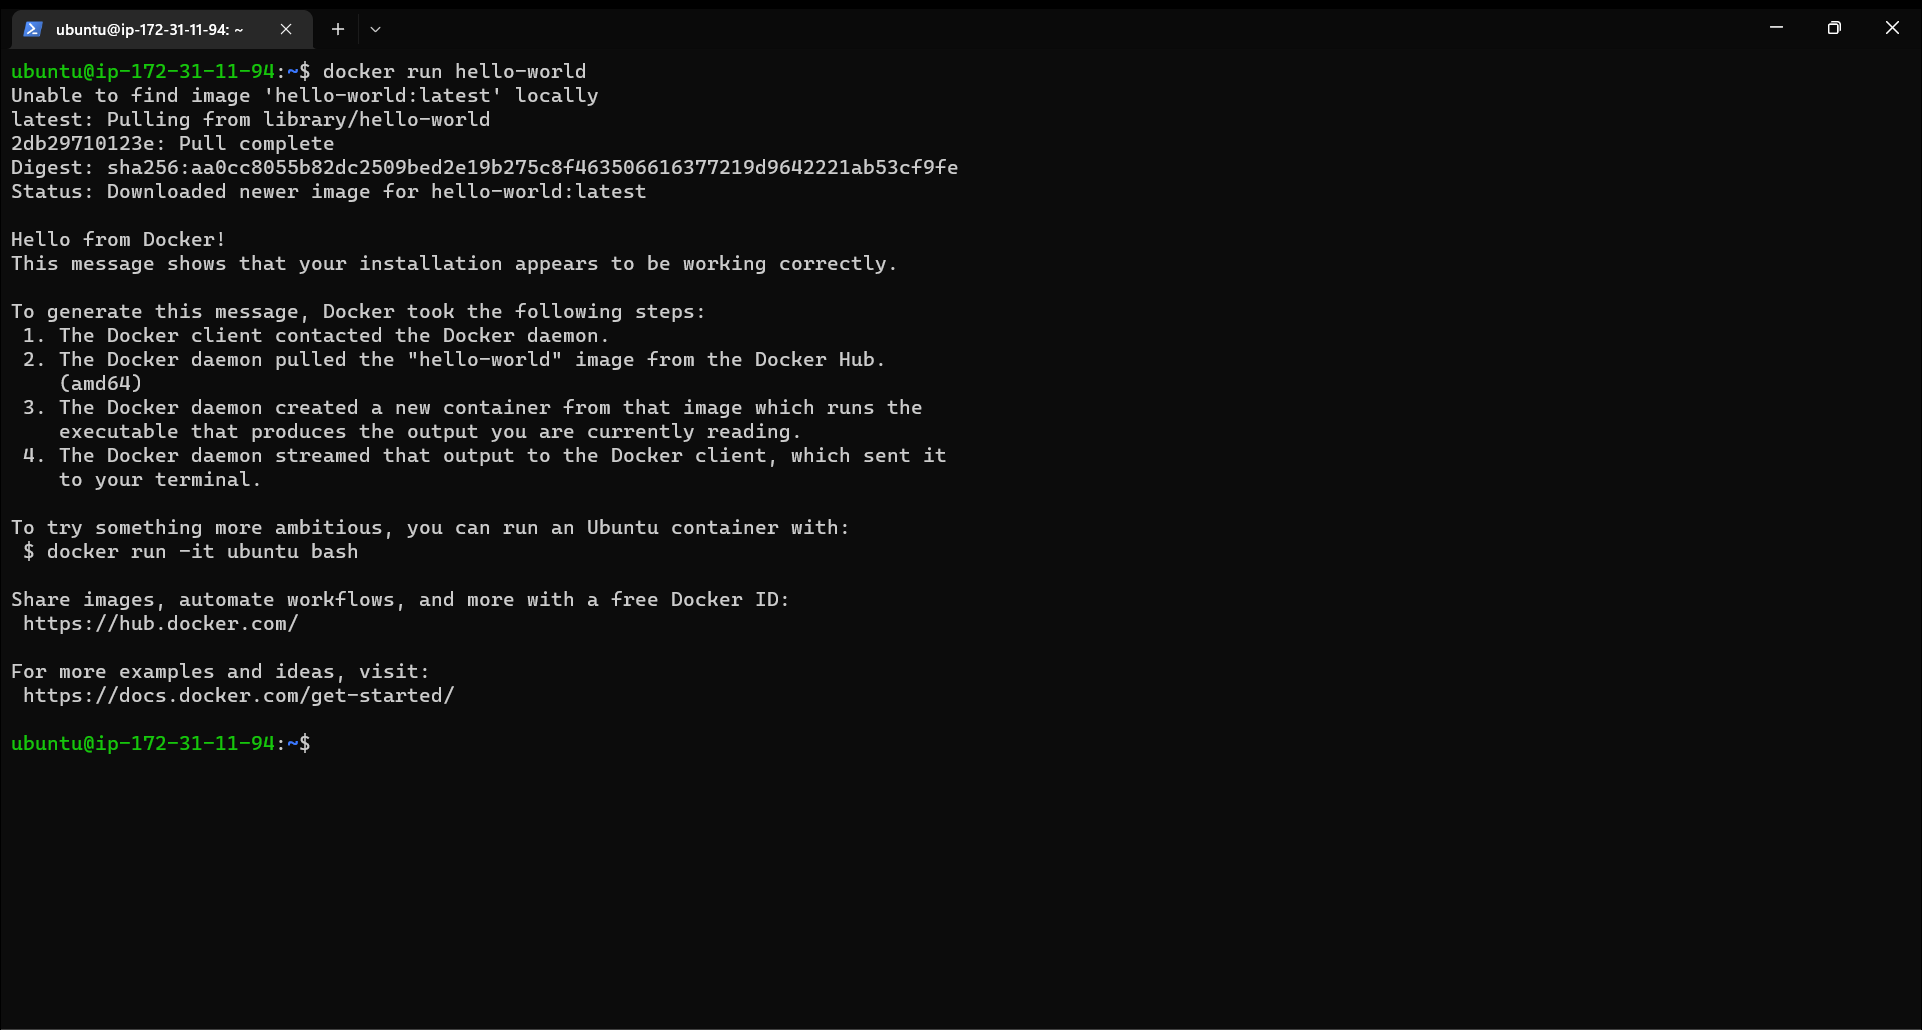 ubuntu@ip-172-31-11-94: ~
ubuntu@ip-172-31-11-94:~$ docker run hello-world
Unable to find image 'hello-world:latest' locally
latest: Pulling from library/hello-world
2db29710123e: Pull complete
Digest: sha256:aa0cc8055b82dc2509bed2e19b275c8f463506616377219d9642221ab53cf9fe
Status: Downloaded newer image for hello-world:latest

Hello from Docker!
This message shows that your installation appears to be working correctly.

To generate this message, Docker took the following steps:
 1. The Docker client contacted the Docker daemon.
 2. The Docker daemon pulled the "hello-world" image from the Docker Hub.
    (amd64)
 3. The Docker daemon created a new container from that image which runs the
    executable that produces the output you are currently reading.
 4. The Docker daemon streamed that output to the Docker client, which sent it
    to your terminal.

To try something more ambitious, you can run an Ubuntu container with:
 $ docker run -it ubuntu bash

Share images, automate workflows, and more with a free Docker ID:
 https://hub.docker.com/

For more examples and ideas, visit:
 https://docs.docker.com/get-started/

ubuntu@ip-172-31-11-94:~$